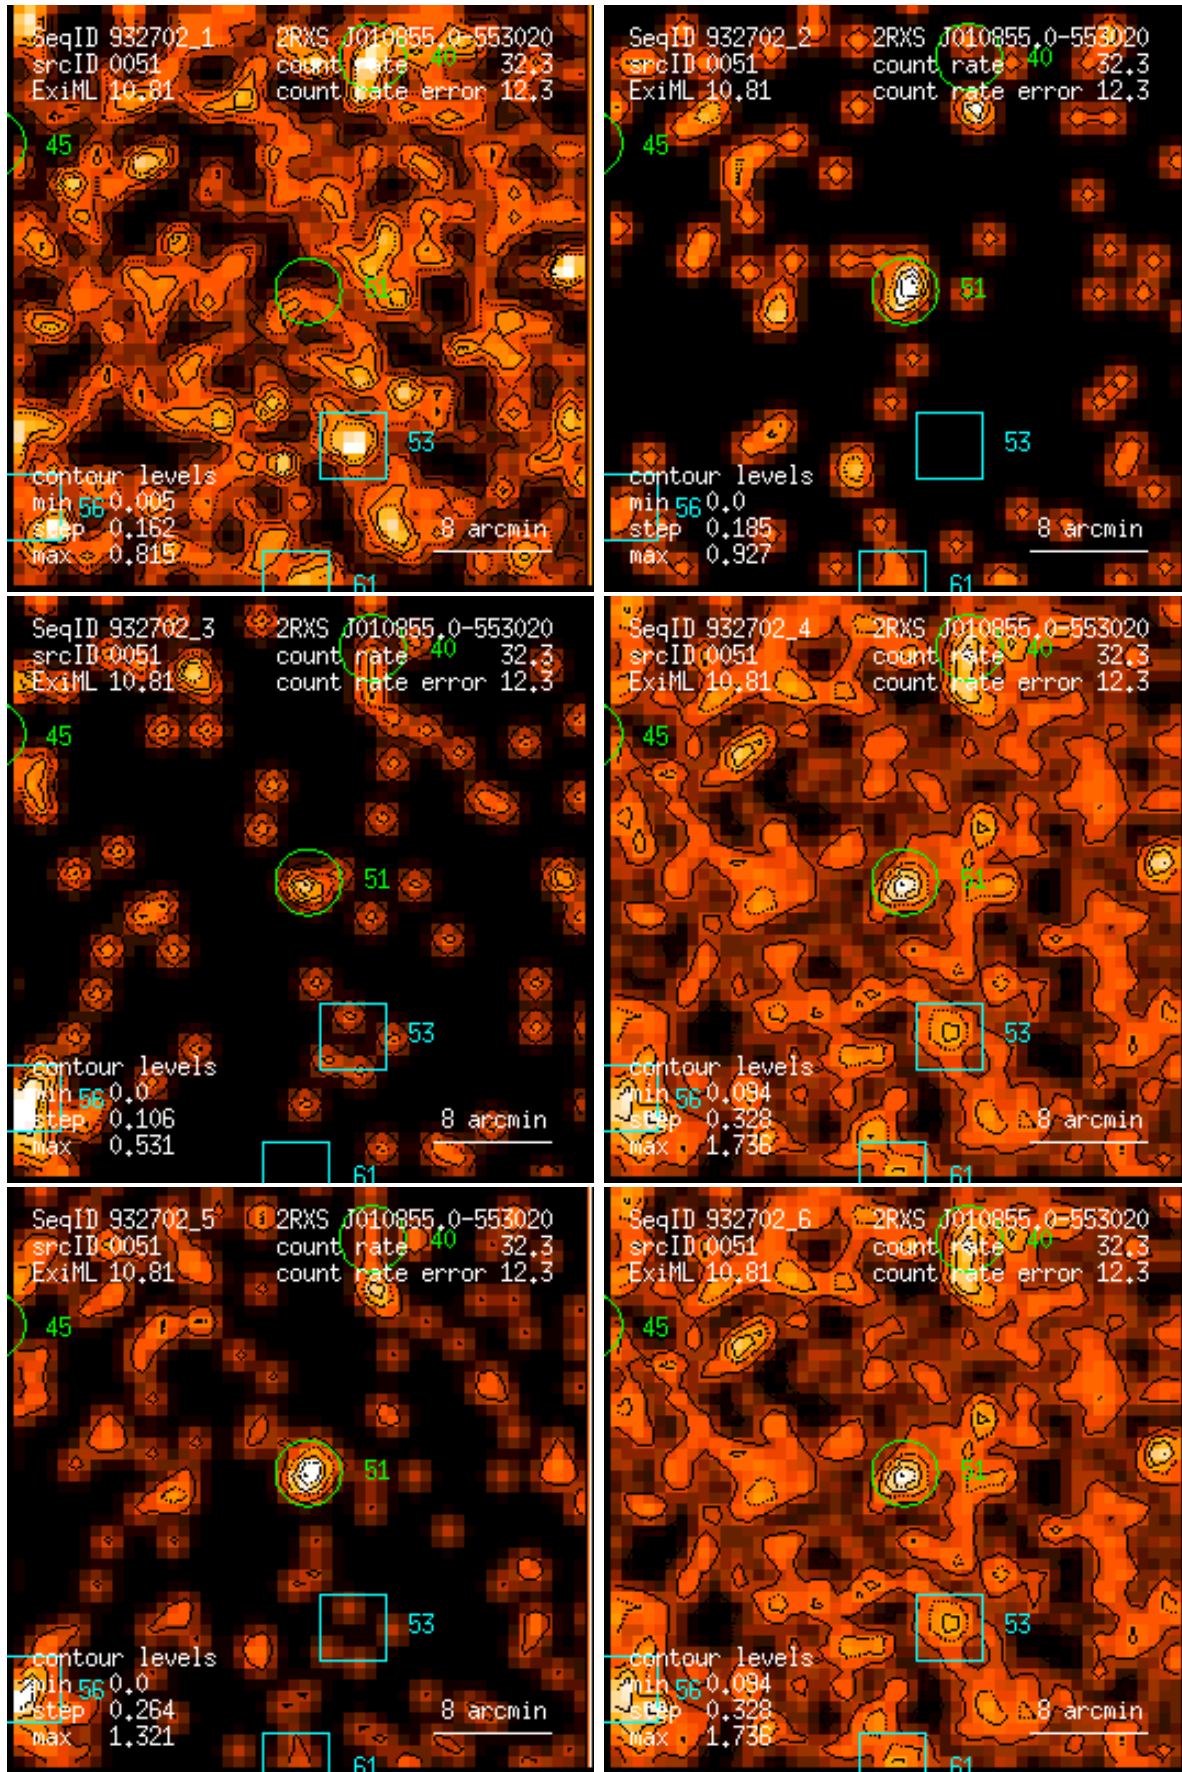 SeqID 932702_1 2RXS J010855.0-553020
srcID 0051 count rate 32.3
40
ExiML 10.81 count rate error 12.3
45
51
53
contour levels
min 0.005
56
step 0.162 8 arcmin
max 0.815
61
SeqID 932702_2 2RXS J010855.0-553020
srcID 0051 count rate 32.3
40
ExiML 10.81 count rate error 12.3
45
51
53
contour levels
min 0.0
56
step 0.185 8 arcmin
max 0.927
61
SeqID 932702_3 2RXS J010855.0-553020
srcID 0051 count rate 32.3
40
ExiML 10.81 count rate error 12.3
45
51
53
contour levels
min 0.0
56
step 0.106 8 arcmin
max 0.531
61
SeqID 932702_4 2RXS J010855.0-553020
srcID 0051 count rate 32.3
40
ExiML 10.81 count rate error 12.3
45
51
53
contour levels
min 0.094
56
step 0.328 8 arcmin
max 1.736
61
SeqID 932702_5 2RXS J010855.0-553020
srcID 0051 count rate 32.3
40
ExiML 10.81 count rate error 12.3
45
51
53
contour levels
min 0.0
56
step 0.264 8 arcmin
max 1.321
61
SeqID 932702_6 2RXS J010855.0-553020
srcID 0051 count rate 32.3
40
ExiML 10.81 count rate error 12.3
45
51
53
contour levels
min 0.094
56
step 0.328 8 arcmin
max 1.736
61